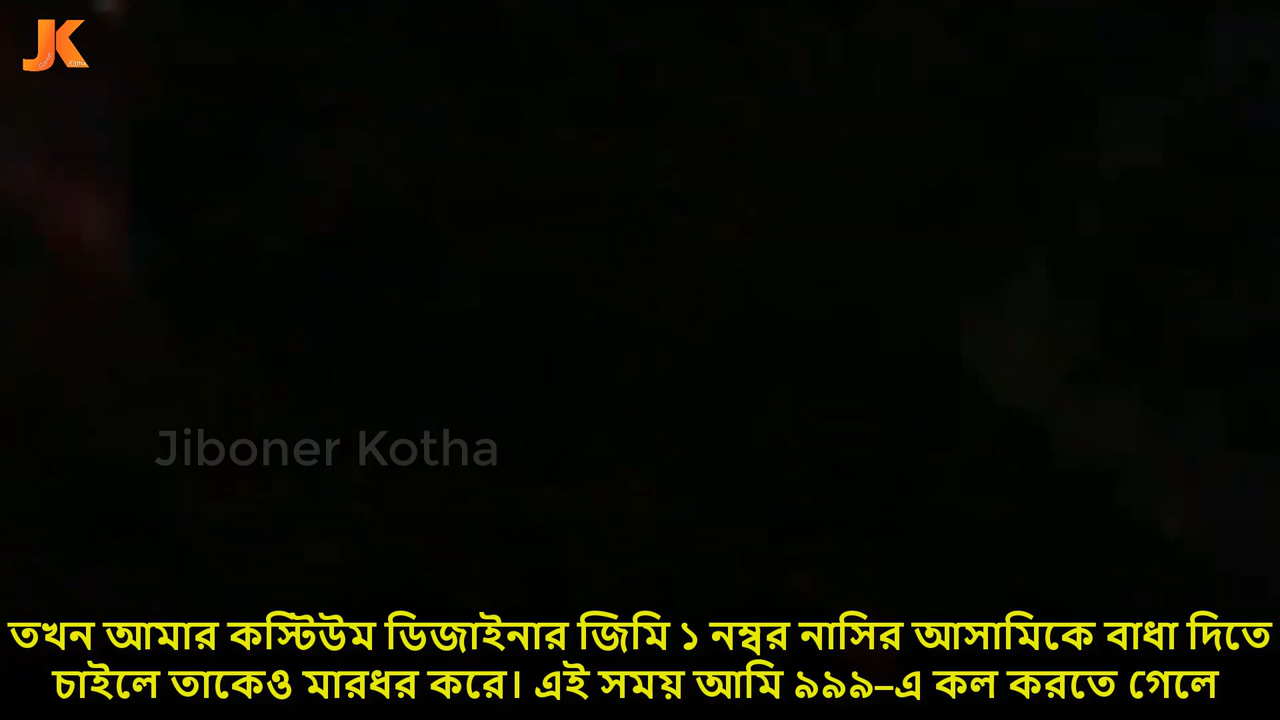 JK
Jiboner Kotha
তখন আমার কস্টিউম ডিজাইনার জিমি ১ নম্বর নাসির আসামিকে বাধা দিতে
চাইলে তাকেও মারধর করে। এই সময় আমি ৯৯৯–এ কল করতে গেলে